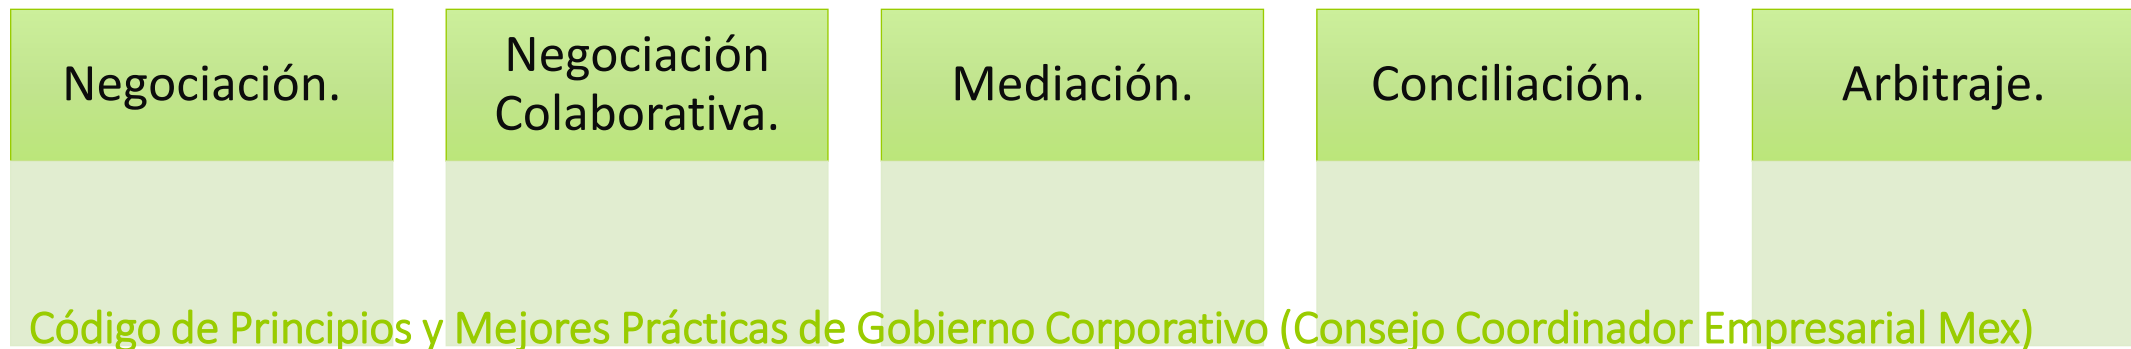 Negociación.
Negociación
Colaborativa.
Mediación.
Conciliación.
Arbitraje.
Código de Principios y Mejores Prácticas de Gobierno Corporativo (Consejo Coordinador Empresarial Mex)